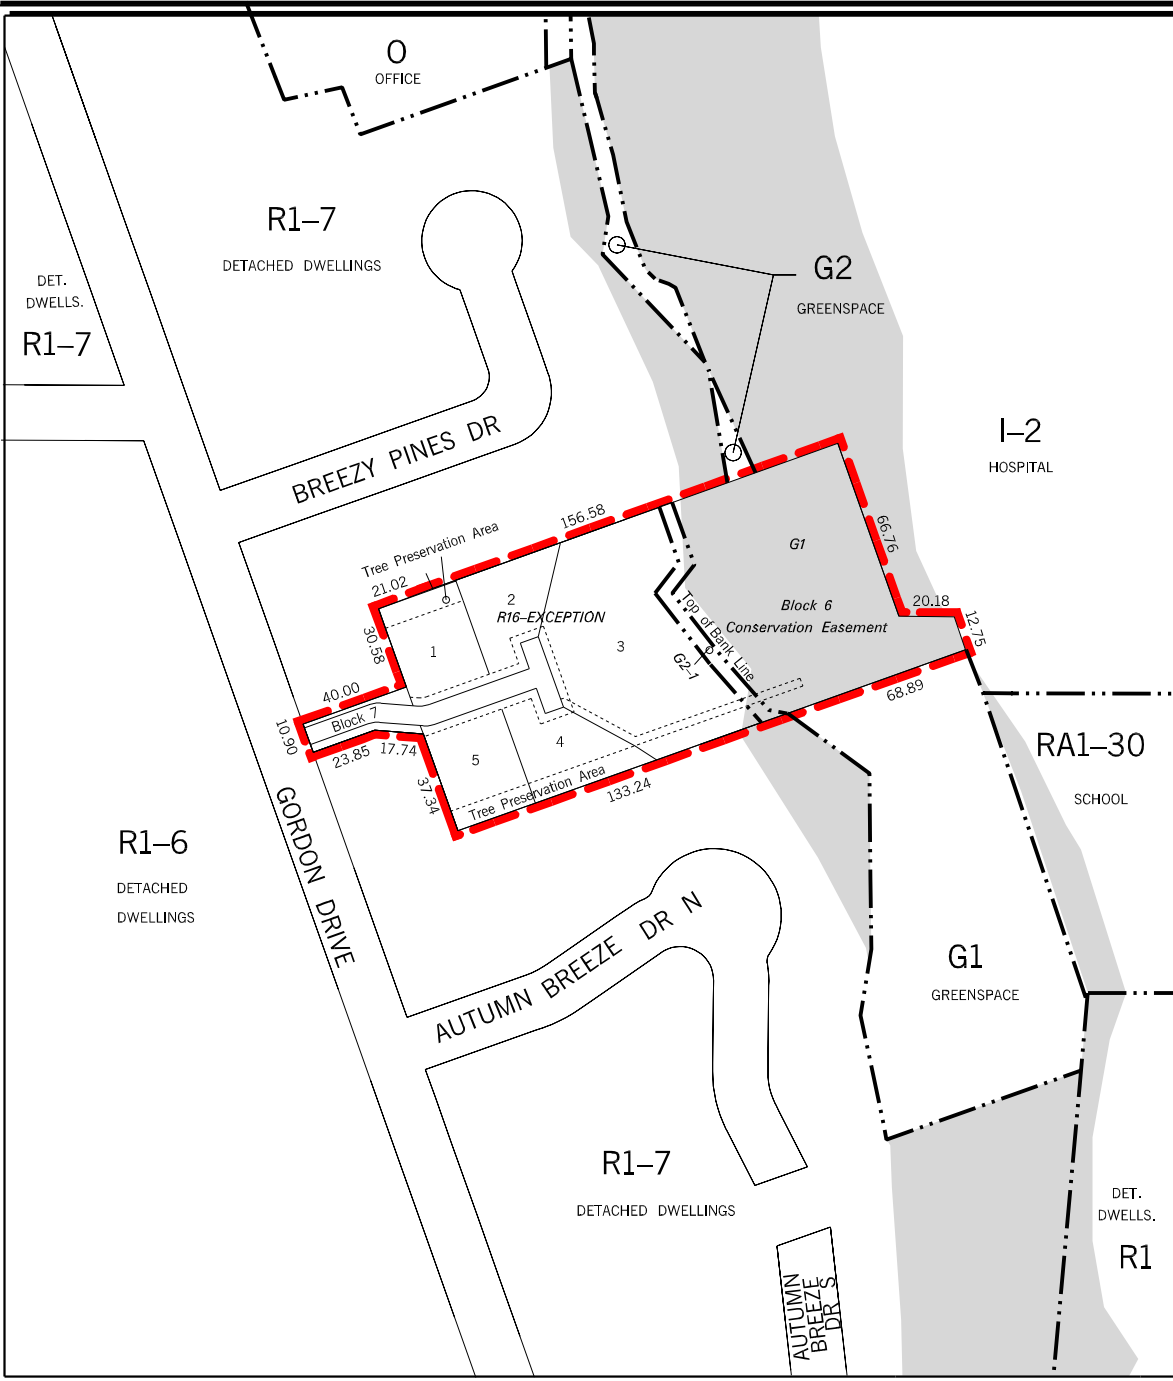 O
OFFICE
R1–7
DETACHED DWELLINGS
DET.
DWELLS.
R1–7
G2
GREENSPACE
I–2
HOSPITAL
BREEZY PINES DR
156.58
Tree Preservation Area
21.02
66.76
G1
2
R16–EXCEPTION
Block 6
Conservation Easement
20.18
12.75
30.58
1
3
Top of Bank Line
G2–1
40.00
68.89
10.90
Block 7
23.85
17.74
37.34
5
4
Tree Preservation Area
133.24
RA1–30
SCHOOL
GORDON DRIVE
R1–6
DETACHED
DWELLINGS
AUTUMN BREEZE DR N
G1
GREENSPACE
R1–7
DETACHED DWELLINGS
DET.
DWELLS.
R1
AUTUMN
BREEZE
DR S